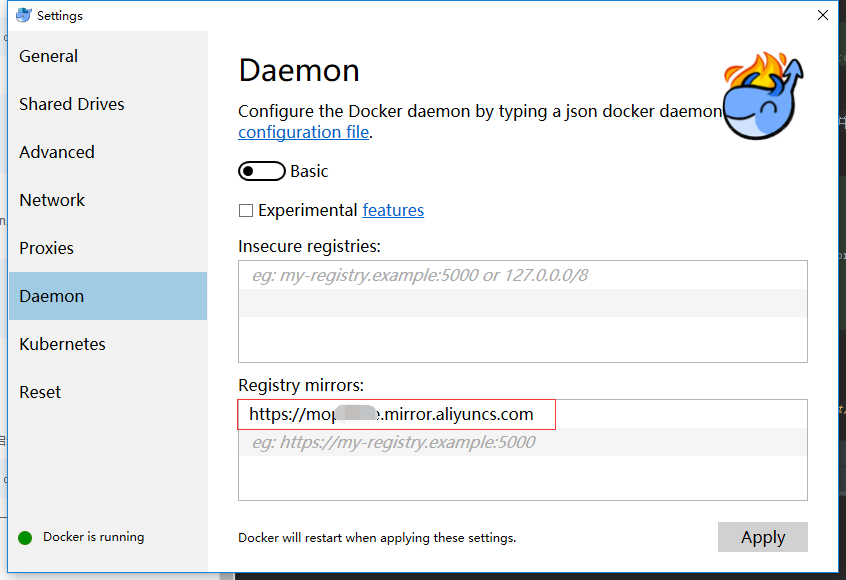 Settings
General
Shared Drives
Advanced
Network
Proxies
Daemon
Kubernetes
Reset
Docker is running
Daemon
Configure the Docker daemon by typing a json docker daemon
configuration file.
Basic
Experimental features
Insecure registries:
eg: my-registry.example:5000 or 127.0.0.0/8
Registry mirrors:
https://mop e.mirror.aliyuncs.com
eg: https://my-registry.example:5000
Docker will restart when applying these settings.
Apply